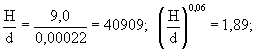 H/d = 9,0/0,00022 = 40909; (H/d)^0,06 = 1,89;